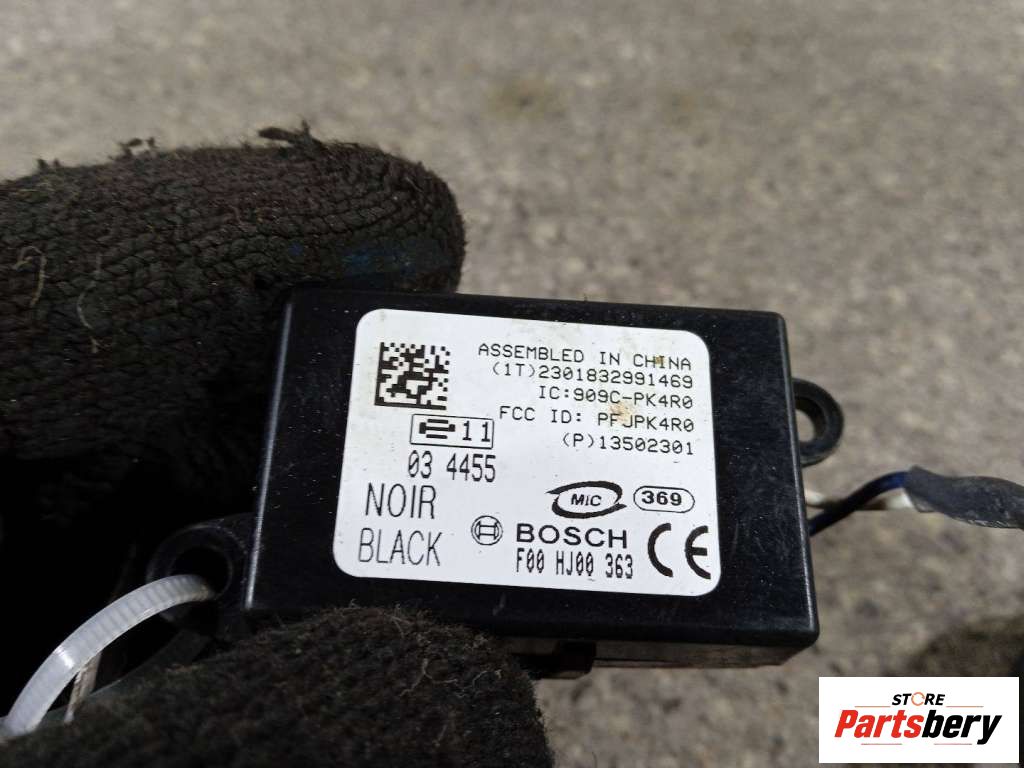 ASSEMBLED IN CHINA
(1T)2301832991469
IC:909C-PK4R0
FCC ID: PFJPK4R0
(P)13502301
11
03 4455
NOIR
BLACK
MIC
369
BOSCH
F00 HJ00 363
CE
STORE
Partsbery